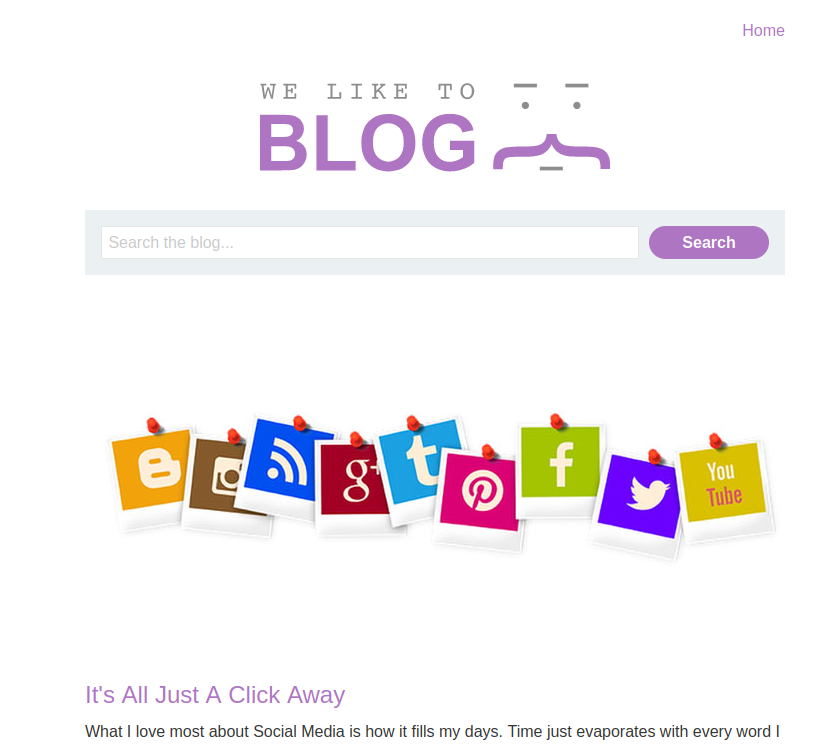 Home
WE LIKE TO
BLOG
Search the blog...
Search
g+
t
p
f
You
Tube
It's All Just A Click Away
What I love most about Social Media is how it fills my days. Time just evaporates with every word I